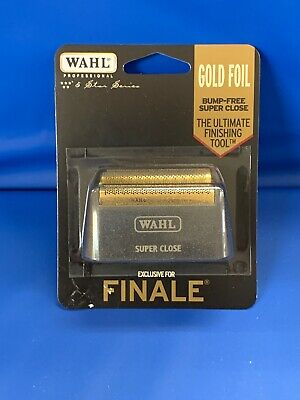 WAHL
PROFESSIONAL
5 Star Series
GOLD FOIL
BUMP-FREE
SUPER CLOSE
THE ULTIMATE
FINISHING
TOOL™
WAHL
WAHL
SUPER CLOSE
EXCLUSIVE FOR
FINALE®